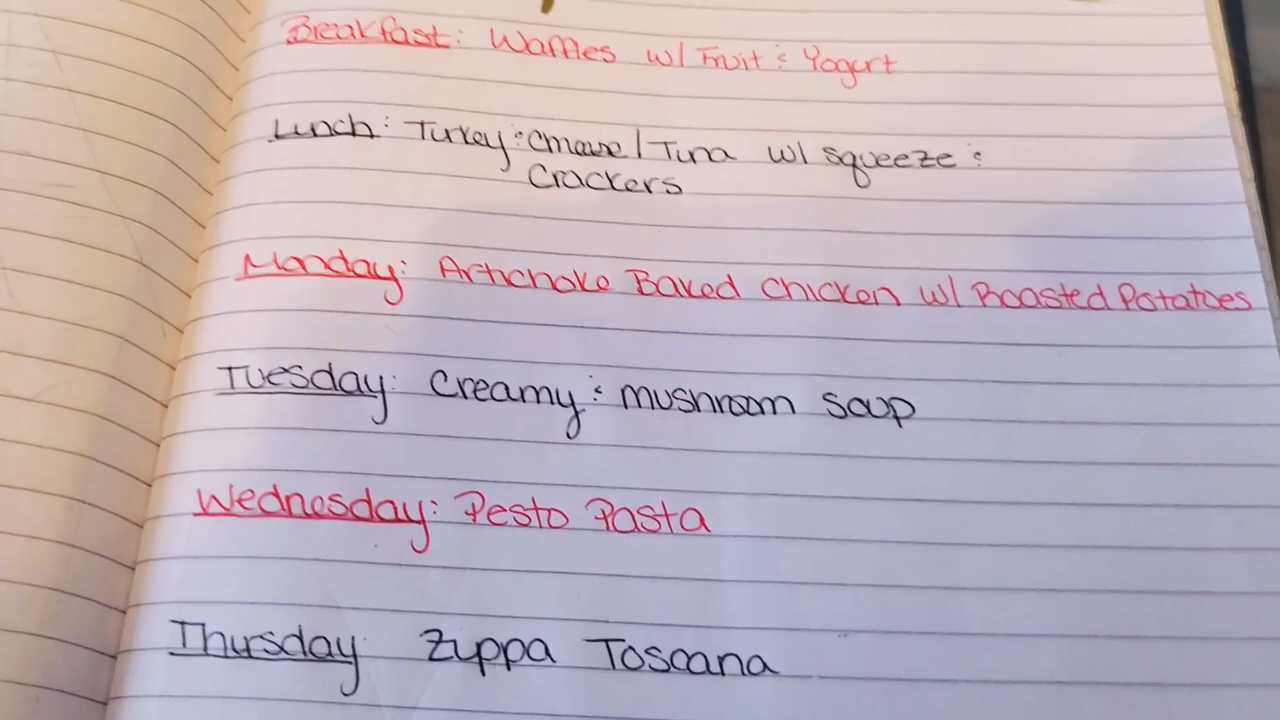 Breakfast: Waffles w/ Fruit & Yogurt
Lunch: Turkey & Cheese / Tuna w/ squeeze &
Crackers
Monday: Artichoke Baked Chicken w/ Roasted Potatoes
Tuesday: Creamy & mushroom soup
Wednesday: Pesto Pasta
Thursday: Zuppa Toscana